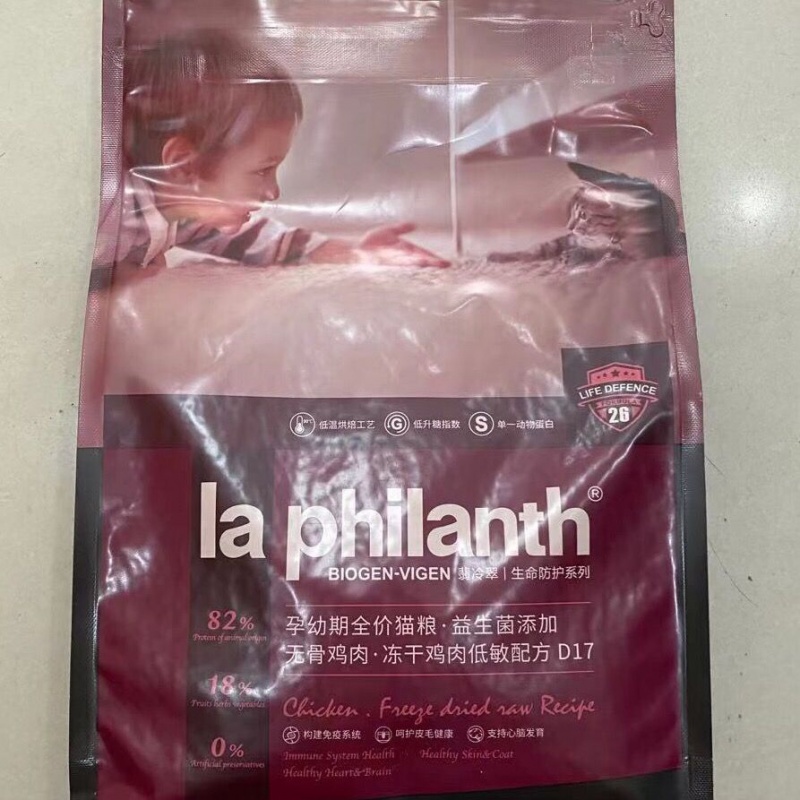 LIFE DEFENCE
FORMULA
26
低温烘焙工艺 G 低升糖指数 S 单一动物蛋白
la philanth®
BIOGEN-VIGEN 翡冷翠 | 生命防护系列
82%
Protein of animal origin
18%
Fruits herbs vegetables
0%
Artificial preservatives
孕幼期全价猫粮·益生菌添加
无骨鸡肉·冻干鸡肉低敏配方 D17
Chicken . Freeze dried raw Recipe
构建免疫系统 呵护皮毛健康 支持心脑发育
Immune System Health Healthy Skin&Coat
Healthy Heart&Brain